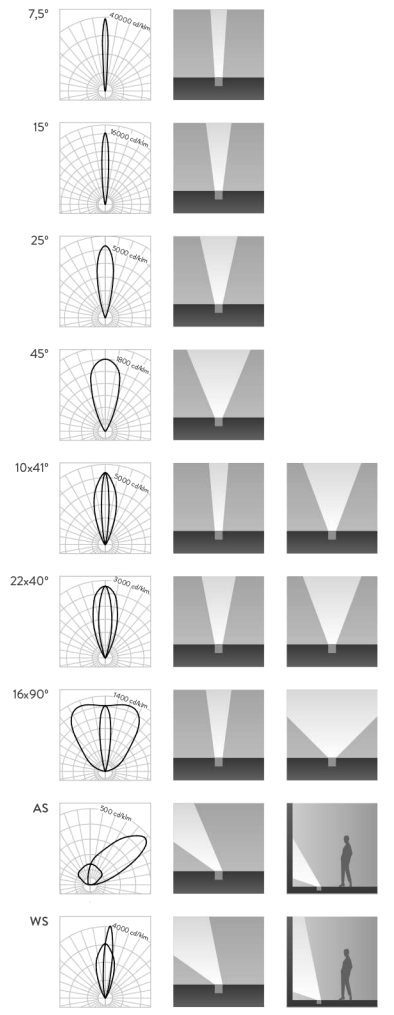 7,5°
40000 cd/klm
15°
16000 cd/klm
25°
5000 cd/klm
45°
1800 cd/klm
10x41°
5000 cd/klm
22x40°
3000 cd/klm
16x90°
1400 cd/klm
AS
500 cd/klm
WS
4000 cd/klm